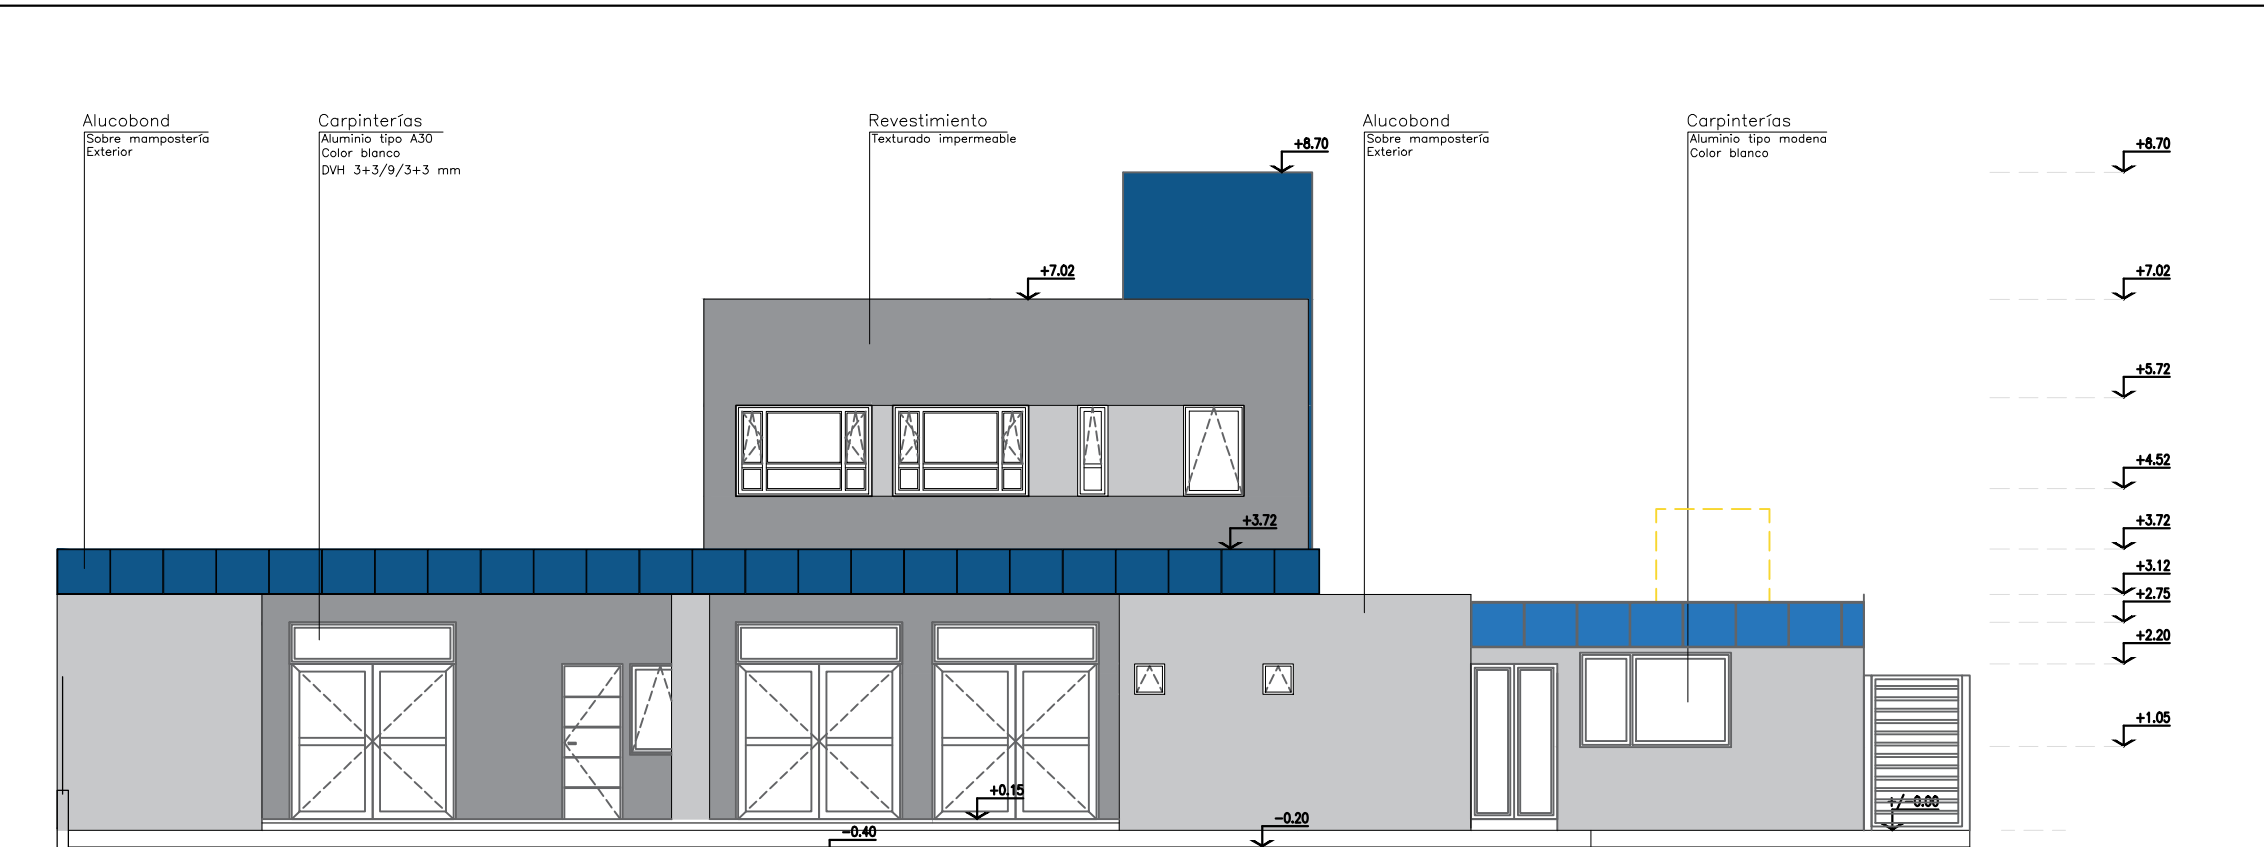 Alucobond
Sobre mampostería
Exterior
Carpinterías
Aluminio tipo A30
Color blanco
DVH 3+3/9/3+3 mm
Revestimiento
Texturado impermeable
Alucobond
Sobre mampostería
Exterior
Carpinterías
Aluminio tipo modena
Color blanco
+8.70
+8.70
+7.02
+7.02
+5.72
+4.52
+3.72
+3.72
+3.12
+2.75
+2.20
+1.05
+0.15
+/-0.00
-0.20
-0.40